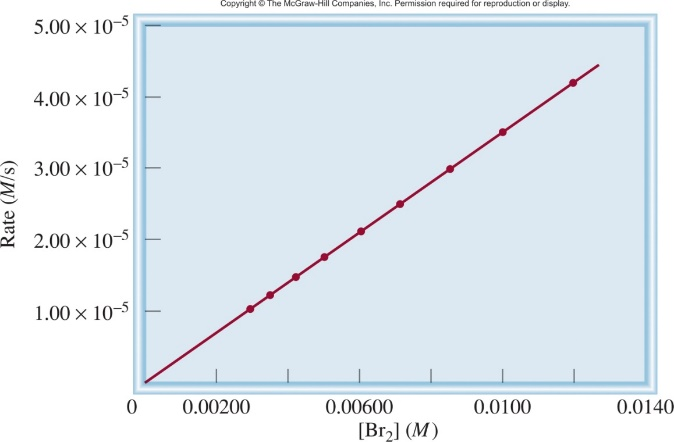 Copyright © The McGraw-Hill Companies, Inc. Permission required for reproduction or display.
5.00 × 10⁻⁵
4.00 × 10⁻⁵
3.00 × 10⁻⁵
2.00 × 10⁻⁵
1.00 × 10⁻⁵
Rate (M/s)
0 0.00200 0.00600 0.0100 0.0140
[Br₂] (M)